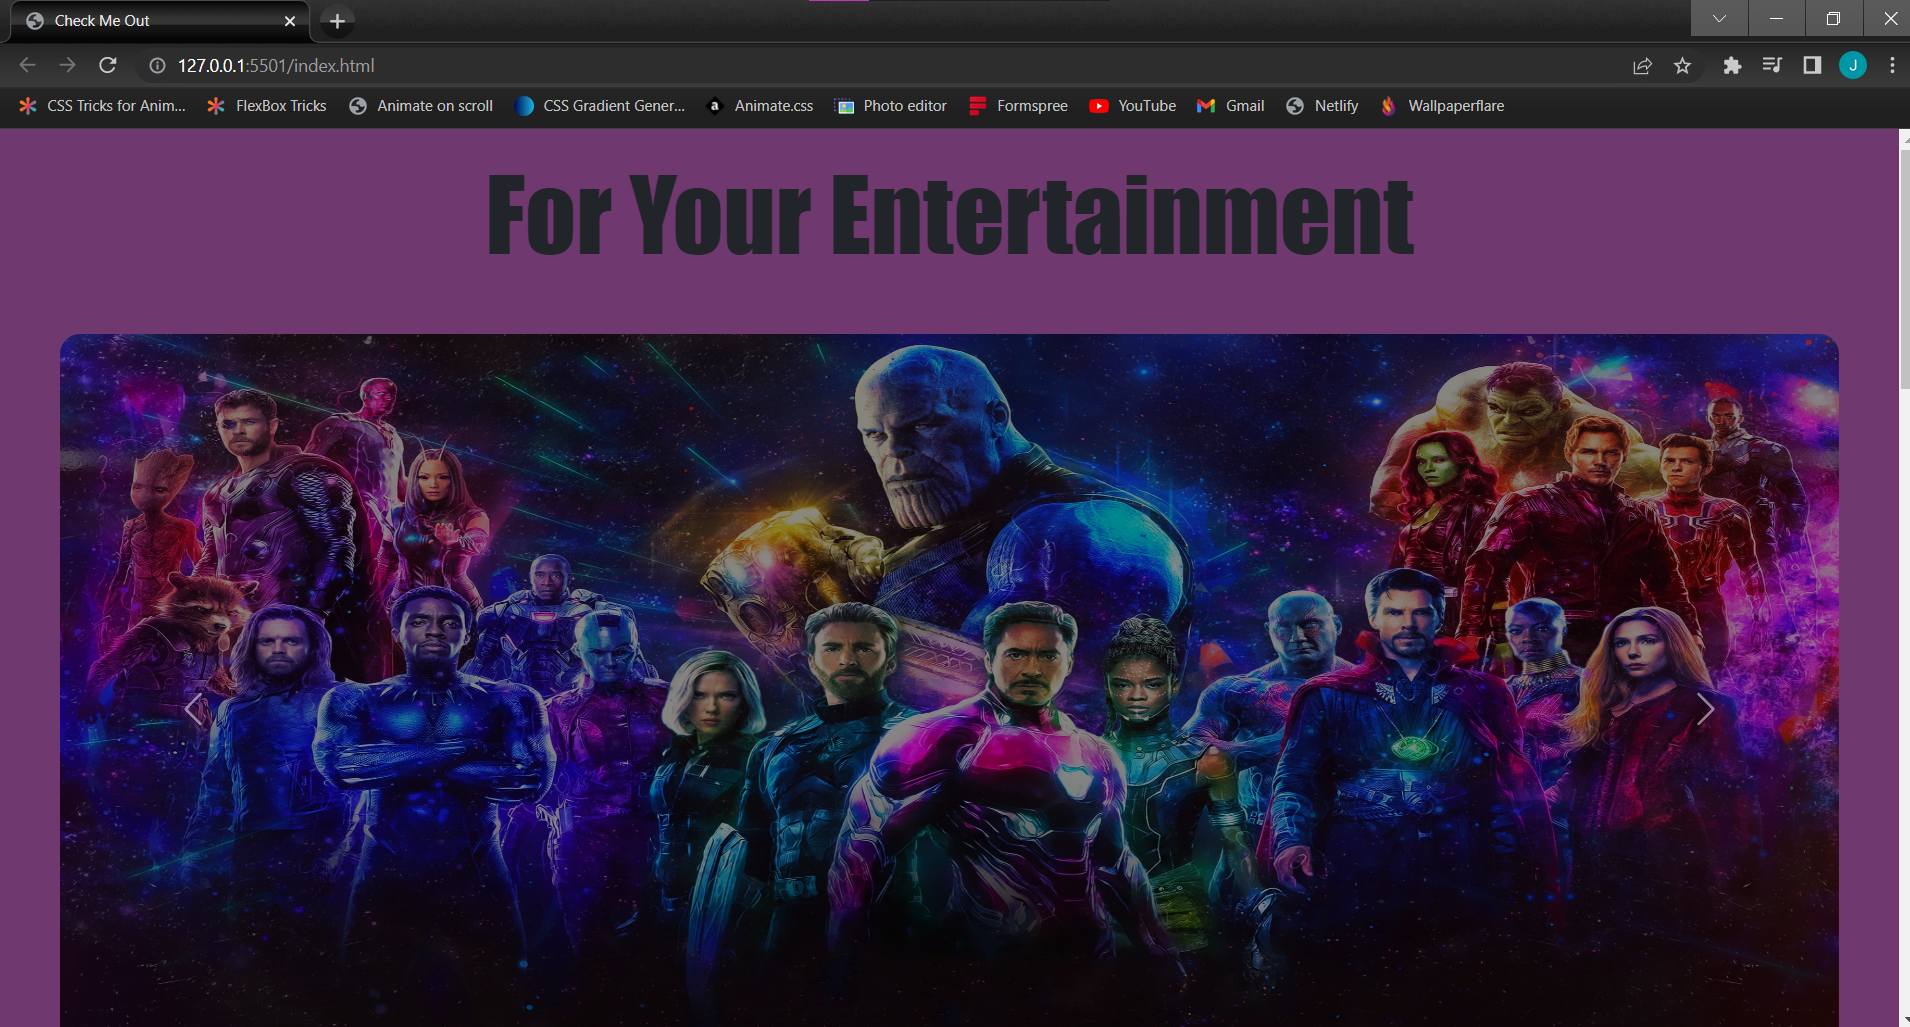 Check Me Out
127.0.0.1:5501/index.html
J
CSS Tricks for Anim... FlexBox Tricks Animate on scroll CSS Gradient Gener... a Animate.css Photo editor Formspree YouTube Gmail Netlify Wallpaperflare
For Your Entertainment